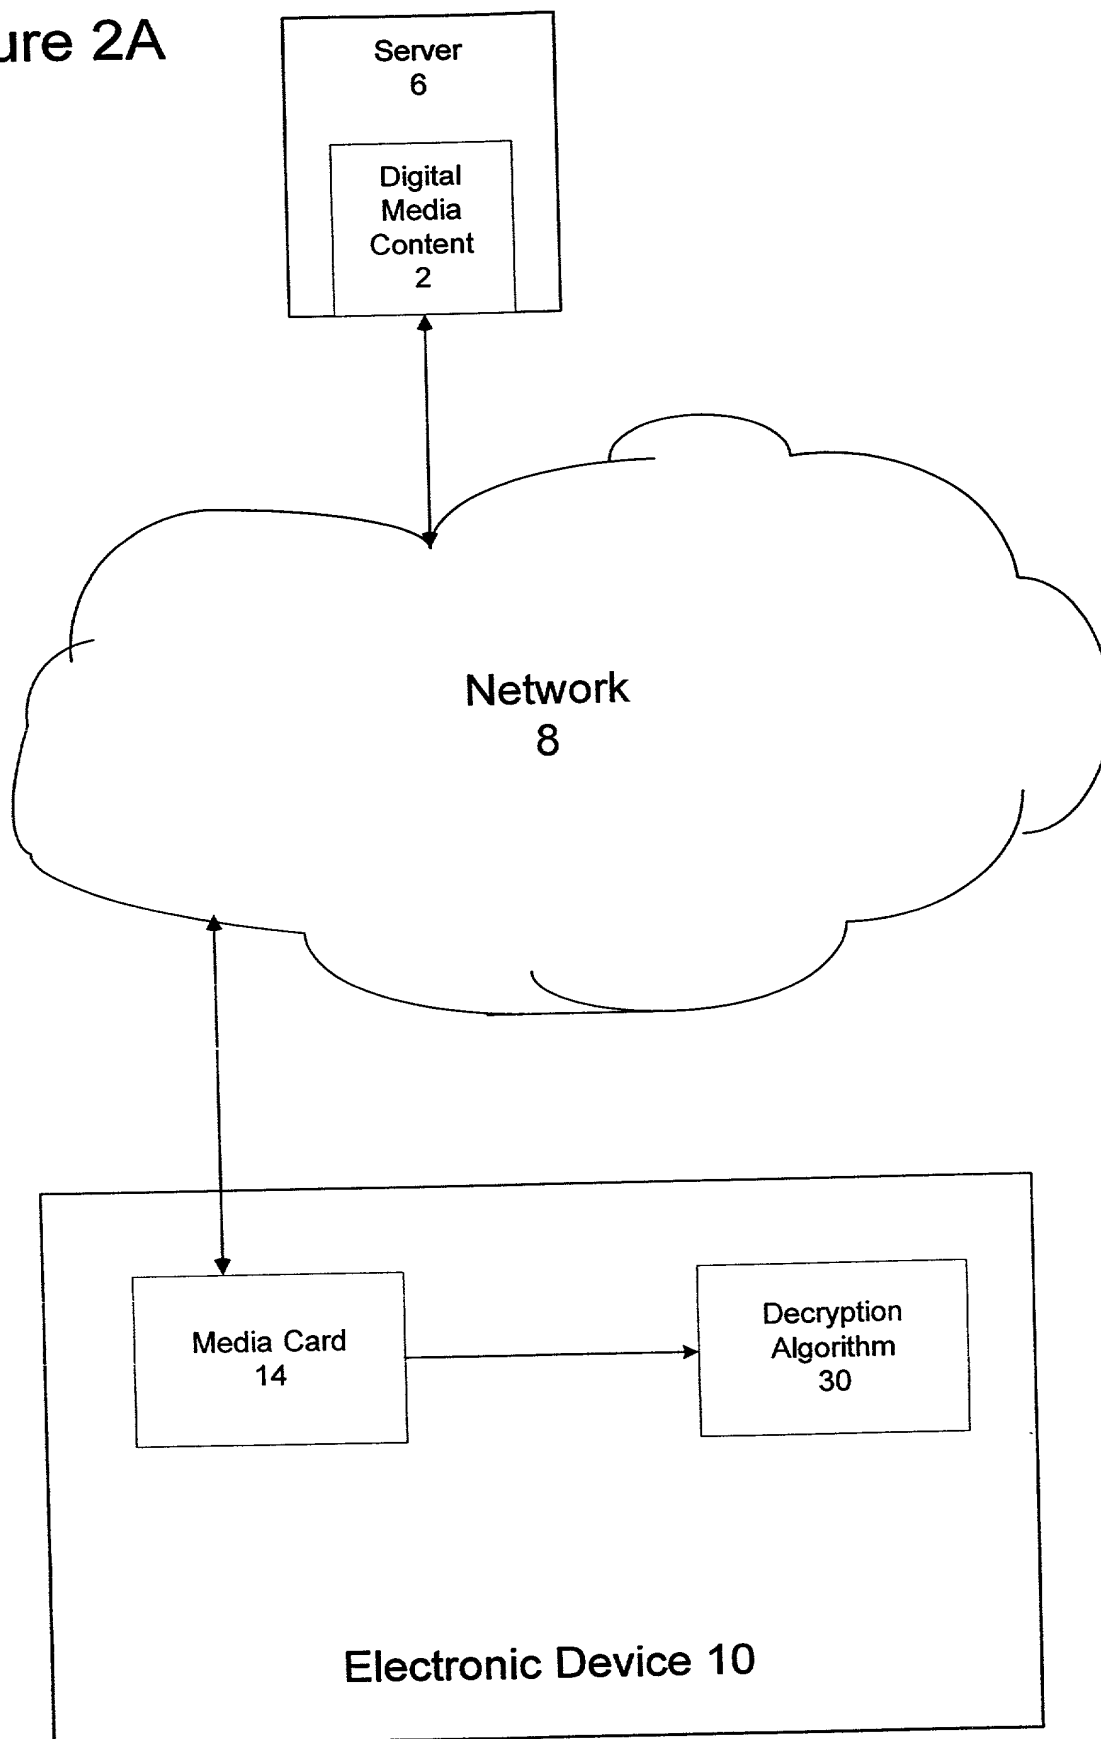 ure 2A
Server
6
Digital
Media
Content
2
Network
8
Media Card
14
Decryption
Algorithm
30
Electronic Device 10